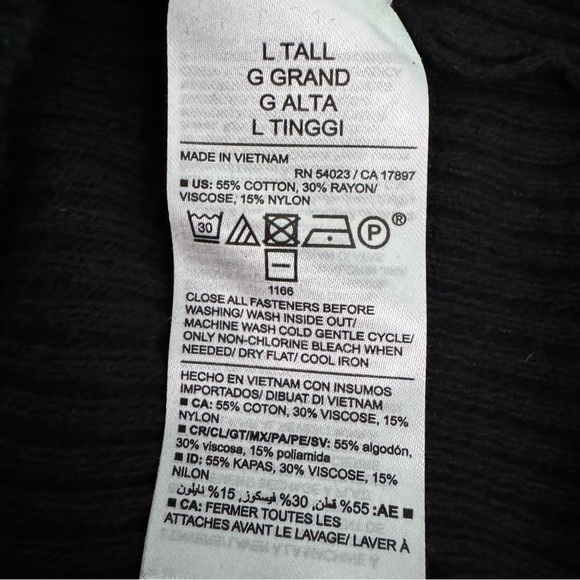 L TALL
G GRAND
G ALTA
L TINGGI
MADE IN VIETNAM
RN 54023 / CA 17897
■ US: 55% COTTON, 30% RAYON/
VISCOSE, 15% NYLON
30 P ®
1166
CLOSE ALL FASTENERS BEFORE
WASHING/ WASH INSIDE OUT/
MACHINE WASH COLD GENTLE CYCLE/
ONLY NON-CHLORINE BLEACH WHEN
NEEDED/ DRY FLAT/ COOL IRON
HECHO EN VIETNAM CON INSUMOS
IMPORTADOS/ DIBUAT DI VIETNAM
■ CA: 55% COTON, 30% VISCOSE, 15%
NYLON
■ CR/CL/GT/MX/PA/PE/SV: 55% algodón,
30% viscosa, 15% poliamida
■ ID: 55% KAPAS, 30% VISCOSE, 15%
NILON
■ AE: 55% قطن, 30% فيسكوز, 15% نايلون
■ CA: FERMER TOUTES LES
ATTACHES AVANT LE LAVAGE/ LAVER À